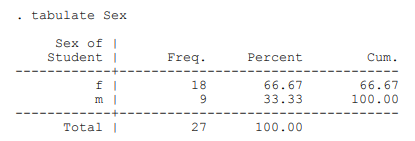 . tabulate Sex
Sex of |
Student | Freq. Percent Cum.
------------+-----------------------------------
f | 18 66.67 66.67
m | 9 33.33 100.00
------------+-----------------------------------
Total | 27 100.00